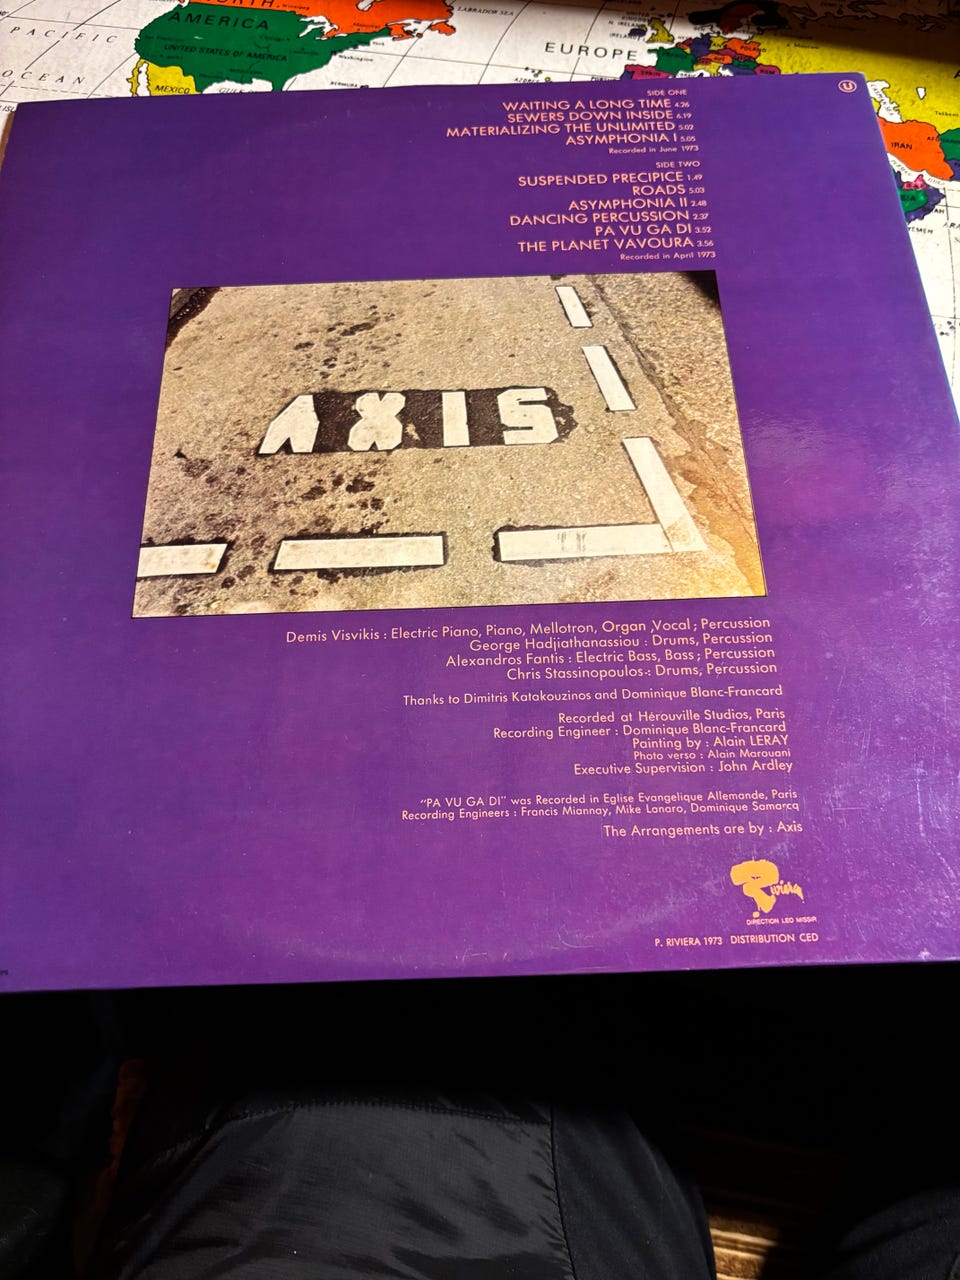 NORTH
AMERICA
UNITED STATES OF AMERICA
MEXICO
PACIFIC
OCEAN
LABRADOR SEA
EUROPE
IRAN
U
SIDE ONE
WAITING A LONG TIME 4.26
SEWERS DOWN INSIDE 6.19
MATERIALIZING THE UNLIMITED 5.02
ASYMPHONIA I 5.05
Recorded in June 1973
SIDE TWO
SUSPENDED PRECIPICE 1.49
ROADS 5.03
ASYMPHONIA II 2.48
DANCING PERCUSSION 2.37
PA VU GA DI 3.52
THE PLANET VAVOURA 3.56
Recorded in April 1973
AXIS
Demis Visvikis : Electric Piano, Piano, Mellotron, Organ ,Vocal ; Percussion
George Hadjiathanassiou : Drums, Percussion
Alexandros Fantis : Electric Bass, Bass ; Percussion
Chris Stassinopoulos.: Drums, Percussion
Thanks to Dimitris Katakouzinos and Dominique Blanc-Francard
Recorded at Hérouville Studios, Paris
Recording Engineer : Dominique Blanc-Francard
Painting by : Alain LERAY
Photo verso : Alain Marouani
Executive Supervision : John Ardley
"PA VU GA DI" was Recorded in Eglise Evangelique Allemande, Paris
Recording Engineers : Francis Miannay, Mike Lanaro, Dominique Samarcq
The Arrangements are by : Axis
Riviera
DIRECTION LEO MISSIR
P. RIVIERA 1973 DISTRIBUTION CED